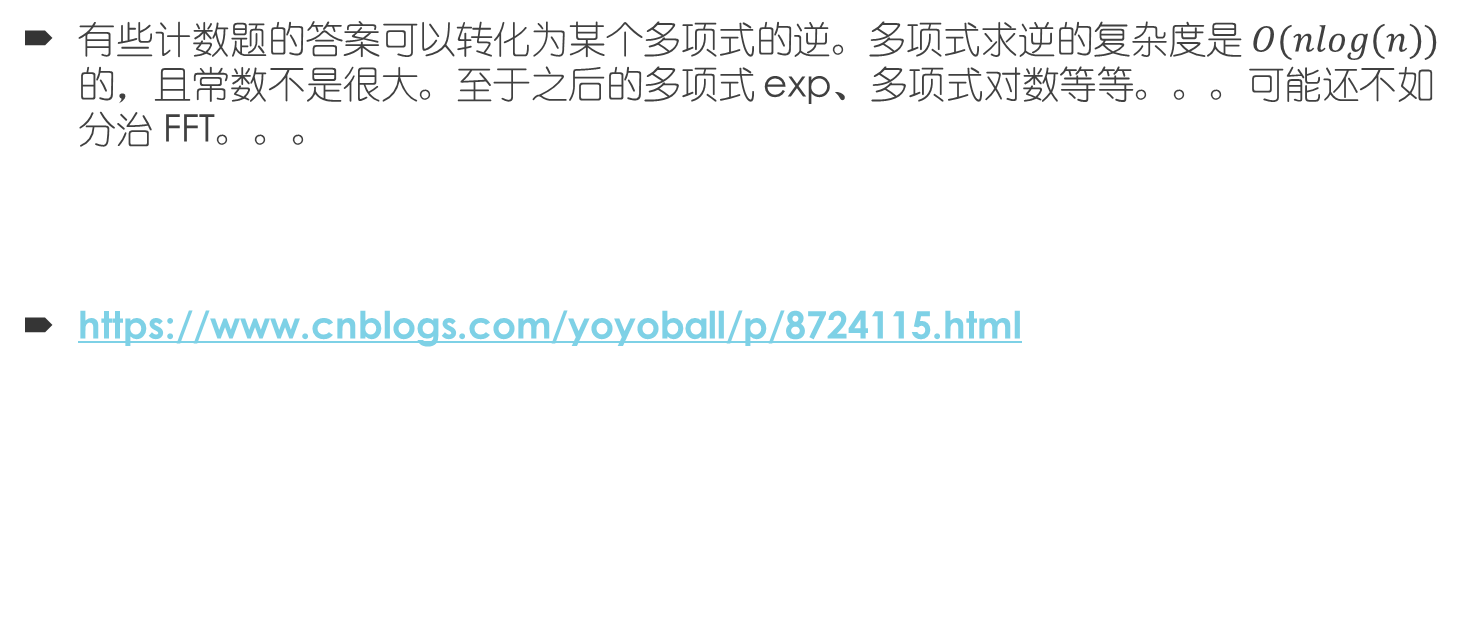 有些计数题的答案可以转化为某个多项式的逆。多项式求逆的复杂度是 O(nlog(n))
的，且常数不是很大。至于之后的多项式 exp、多项式对数等等。。。可能还不如
分治 FFT。。。
https://www.cnblogs.com/yoyoball/p/8724115.html